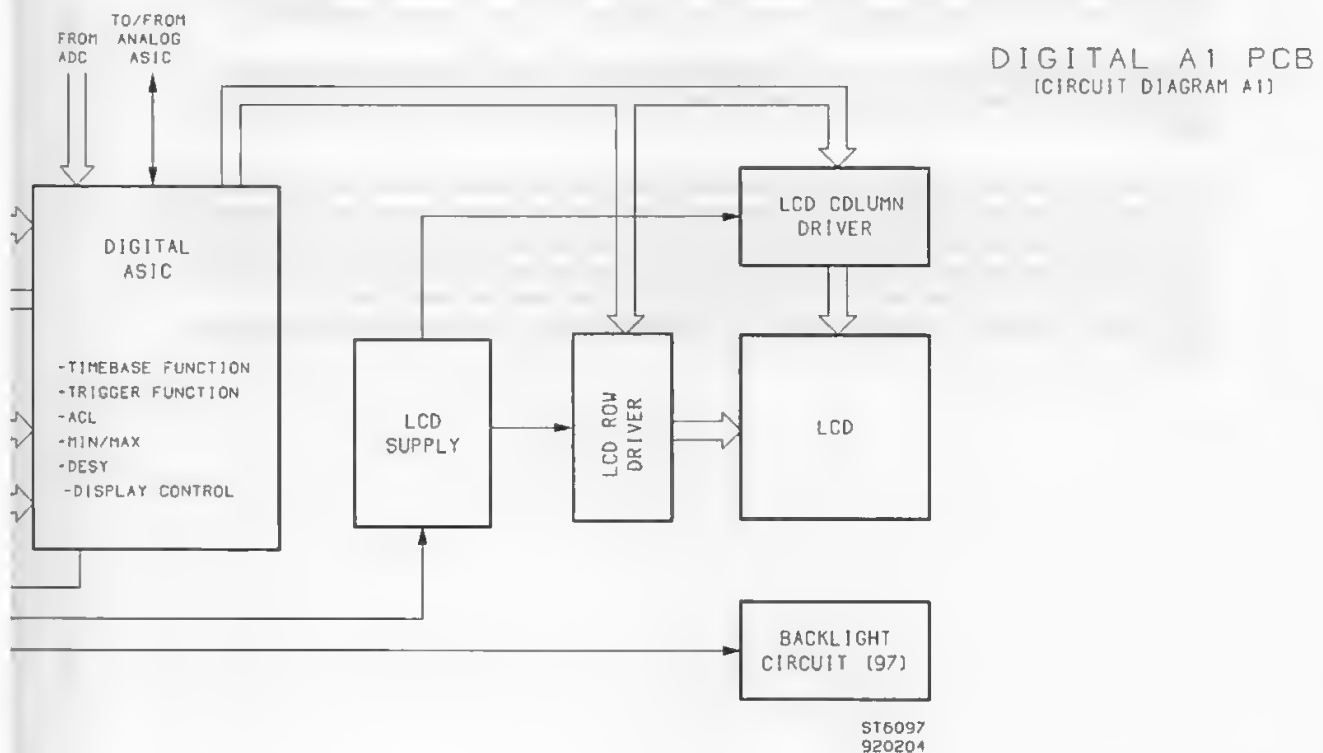 FROM
ADC
TO/FROM
ANALOG
ASIC
DIGITAL A1 PCB
[CIRCUIT DIAGRAM A1]
DIGITAL
ASIC
-TIMEBASE FUNCTION
-TRIGGER FUNCTION
-ACL
-MIN/MAX
-DESY
-DISPLAY CONTROL
LCD COLUMN
DRIVER
LCD
SUPPLY
LCD ROW
DRIVER
LCD
BACKLIGHT
CIRCUIT [97]
ST6097
920204